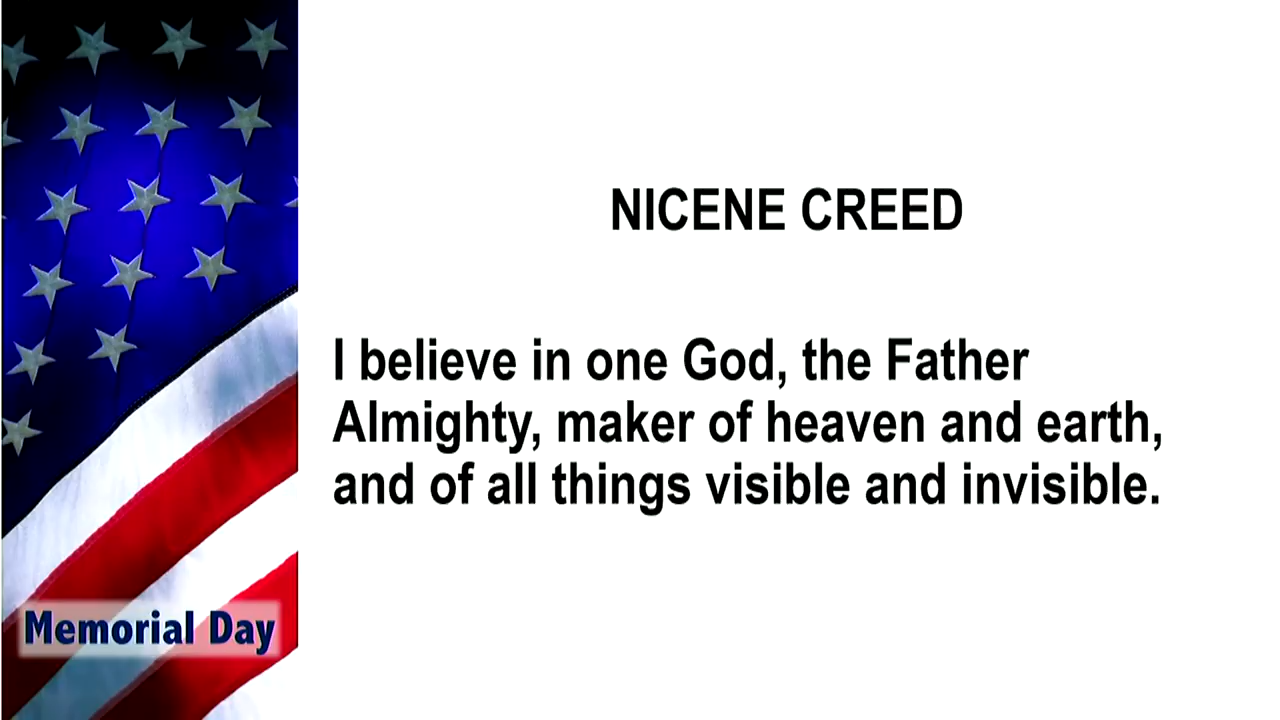 NICENE CREED
I believe in one God, the Father
Almighty, maker of heaven and earth,
and of all things visible and invisible.
Memorial Day